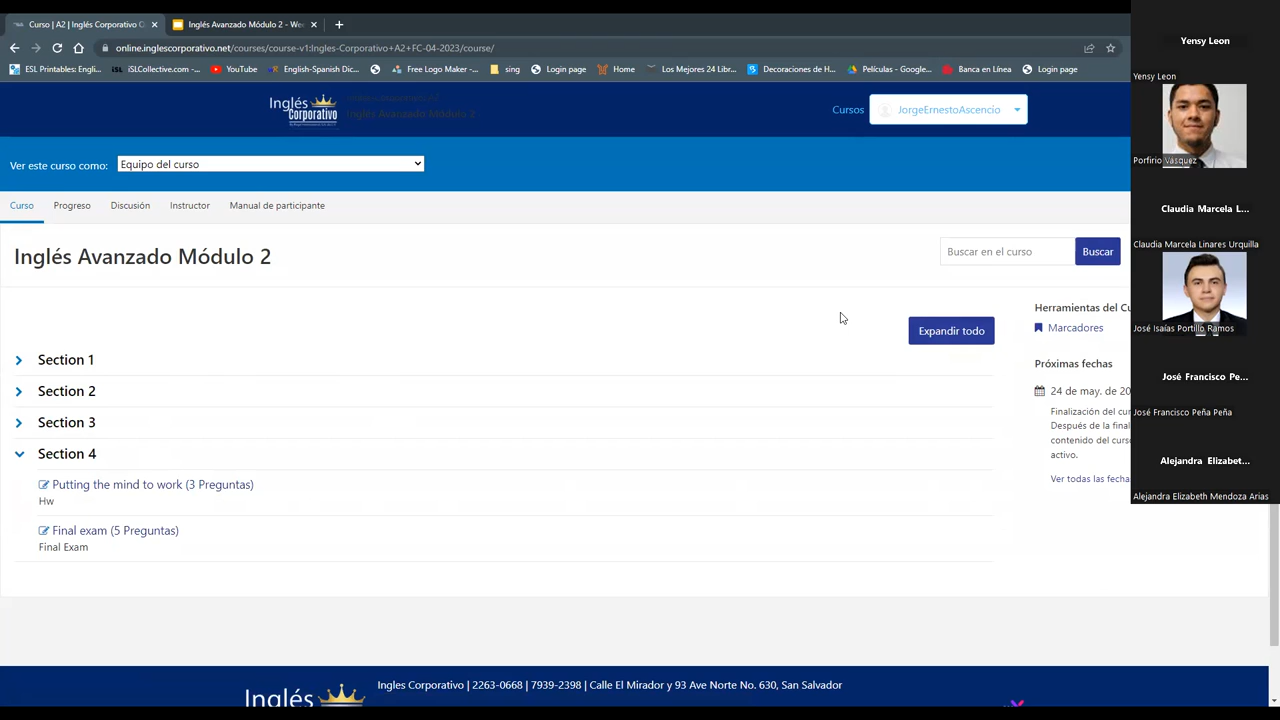 Curso | A2 | Inglés Corporativo
Inglés Avanzado Módulo 2 - We
online.inglescorporativo.net/courses/course-v1:Ingles-Corporativo+A2+FC-04-2023/course/
ESL Printables: Engli...
iSLCollective.com -...
YouTube
English-Spanish Dic...
Free Logo Maker -...
sing
Login page
Home
Los Mejores 24 Libr...
Decoraciones de H...
Películas - Google...
Banca en Línea
Login page
Inglés
Corporativo
Inglés Avanzado Módulo 2
Cursos
JorgeErnestoAscencio
Ver este curso como:
Equipo del curso
Curso
Progreso
Discusión
Instructor
Manual de participante
Inglés Avanzado Módulo 2
Buscar en el curso
Buscar
Expandir todo
Section 1
Section 2
Section 3
Section 4
Putting the mind to work (3 Preguntas)
Hw
Final exam (5 Preguntas)
Final Exam
Herramientas del Cu
Marcadores
Próximas fechas
24 de may. de 20
Finalización del cur
Después de la final
contenido del curs
activo.
Ver todas las fecha
Yensy Leon
Yensy Leon
Porfirio Vasquez
Claudia Marcela L...
Claudia Marcela Linares Urquilla
José Isaías Portillo Ramos
José Francisco Pe...
José Francisco Peña Peña
Alejandra Elizabet...
Alejandra Elizabeth Mendoza Arias
Inglés
Ingles Corporativo | 2263-0668 | 7939-2398 | Calle El Mirador y 93 Ave Norte No. 630, San Salvador